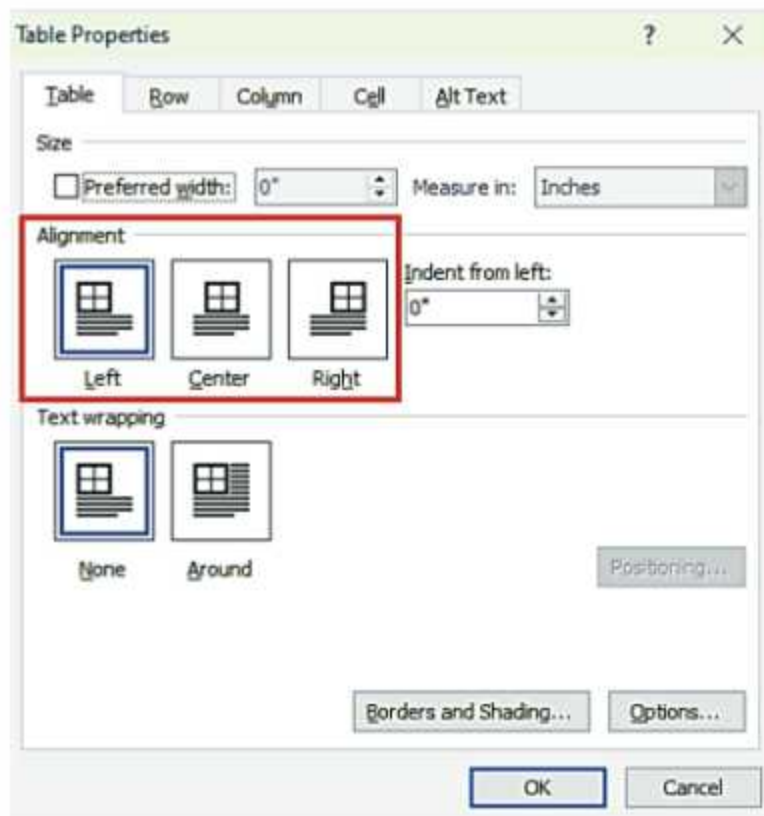 Table Properties ? ×
Table Row Column Cell Alt Text
Size
Preferred width: 0" Measure in: Inches
Alignment
Indent from left:
0"
Left Center Right
Text wrapping
None Around
Positioning...
Borders and Shading... Options...
OK Cancel